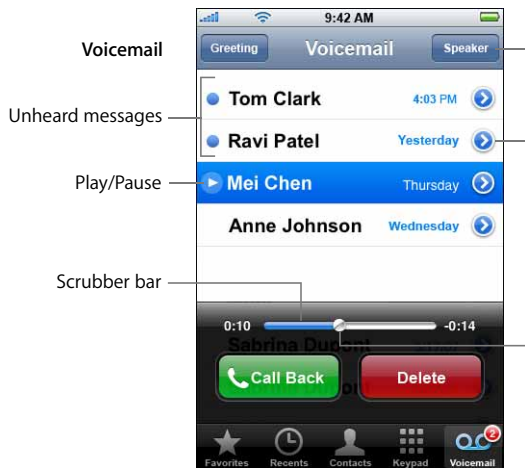 9:42 AM
Voicemail
Greeting
Voicemail
Speaker
Unheard messages
Tom Clark
4:03 PM
Ravi Patel
Yesterday
Play/Pause
Mei Chen
Thursday
Anne Johnson
Wednesday
Scrubber bar
0:10
-0:14
Sabrina Dupont
Call Back
Delete
Favorites
Recents
Contacts
Keypad
Voicemail
2